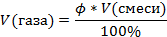 V(газа) = ϕ * V(смеси) / 100%